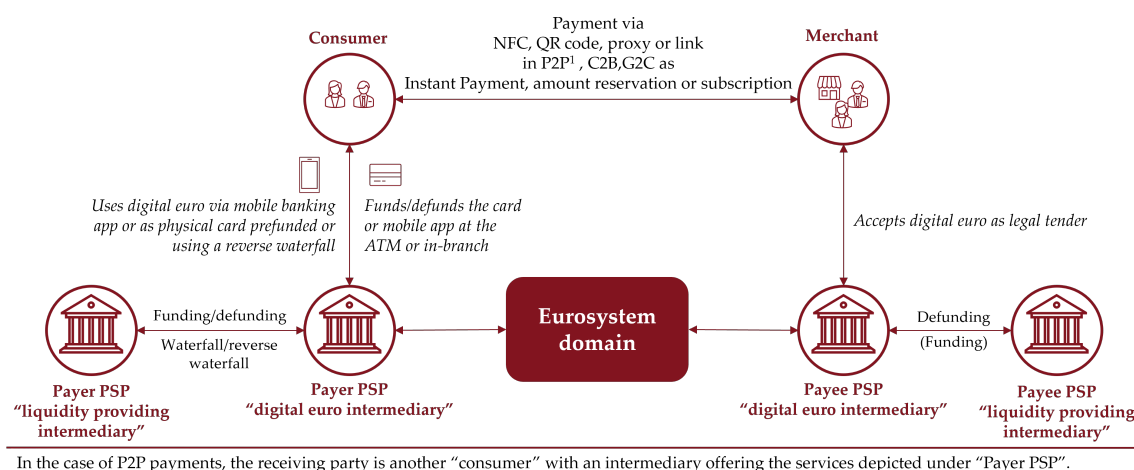 Payment via
NFC, QR code, proxy or link
in P2P¹ , C2B,G2C as
Instant Payment, amount reservation or subscription
Consumer
Merchant
Uses digital euro via mobile banking
app or as physical card prefunded or
using a reverse waterfall
Funds/defunds the card
or mobile app at the
ATM or in-branch
Accepts digital euro as legal tender
Funding/defunding
Waterfall/reverse
waterfall
Eurosystem
domain
Defunding
(Funding)
Payer PSP
“liquidity providing
intermediary”
Payer PSP
“digital euro intermediary”
Payee PSP
“digital euro intermediary”
Payee PSP
“liquidity providing
intermediary”
In the case of P2P payments, the receiving party is another “consumer” with an intermediary offering the services depicted under “Payer PSP”.